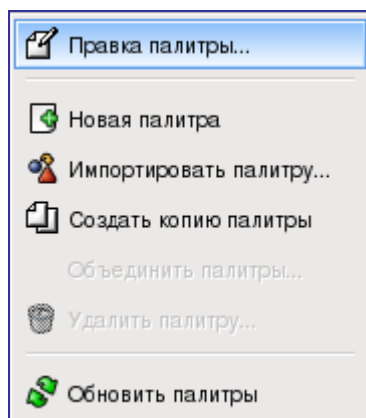 Правка палитры...
Новая палитра
Импортировать палитру...
Создать копию палитры
Объединить палитры...
Удалить палитру...
Обновить палитры